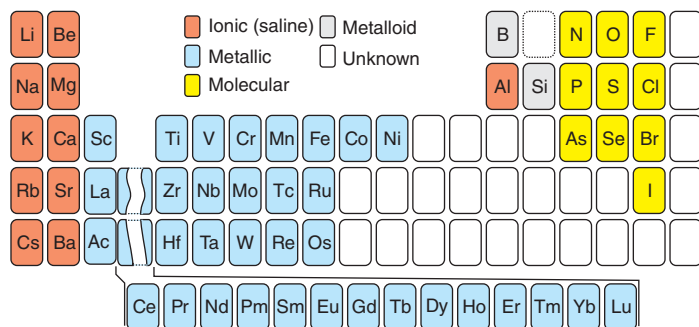 Ionic (saline) Metalloid
Metallic Unknown
Molecular
Li Be B N O F
Na Mg Al Si P S Cl
K Ca Sc Ti V Cr Mn Fe Co Ni As Se Br
Rb Sr La Zr Nb Mo Tc Ru I
Cs Ba Ac Hf Ta W Re Os
Ce Pr Nd Pm Sm Eu Gd Tb Dy Ho Er Tm Yb Lu